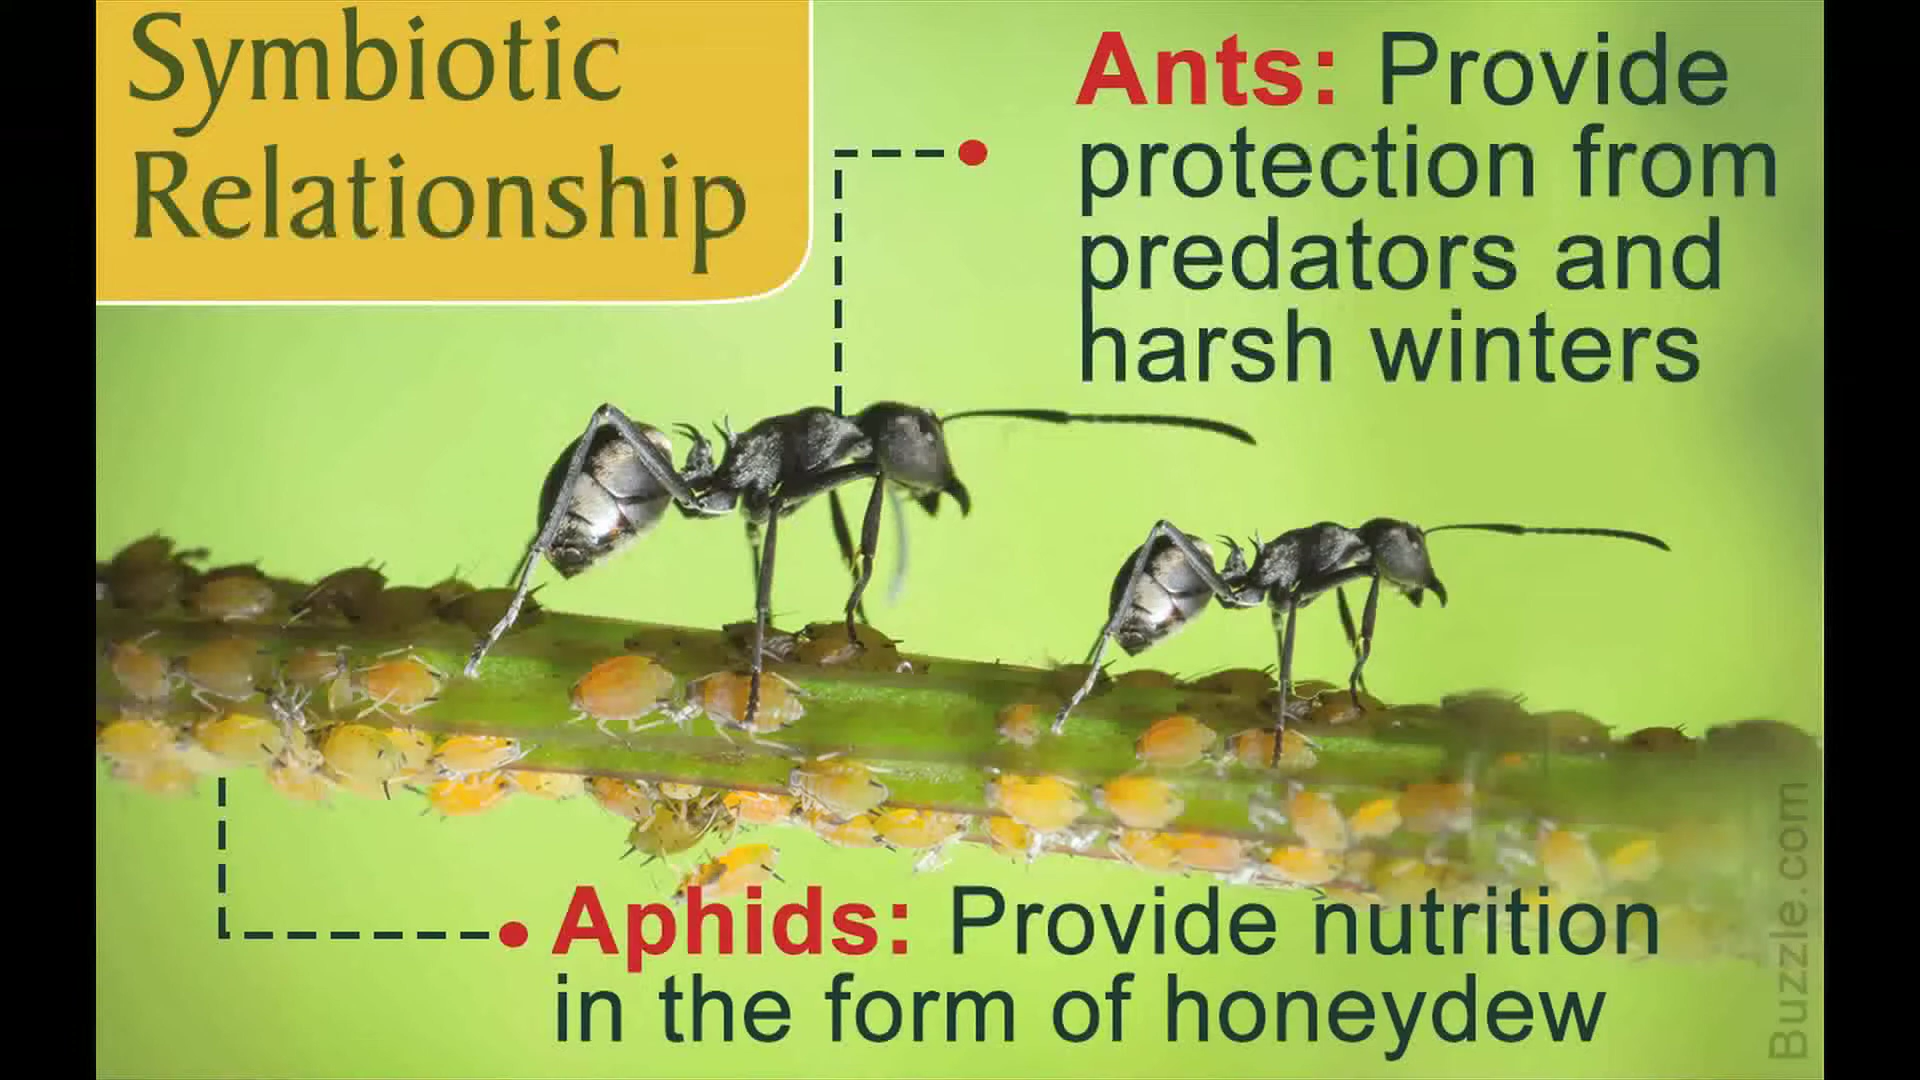 Symbiotic
Relationship
Ants: Provide
protection from
predators and
harsh winters
Aphids: Provide nutrition
in the form of honeydew
Buzzle.com